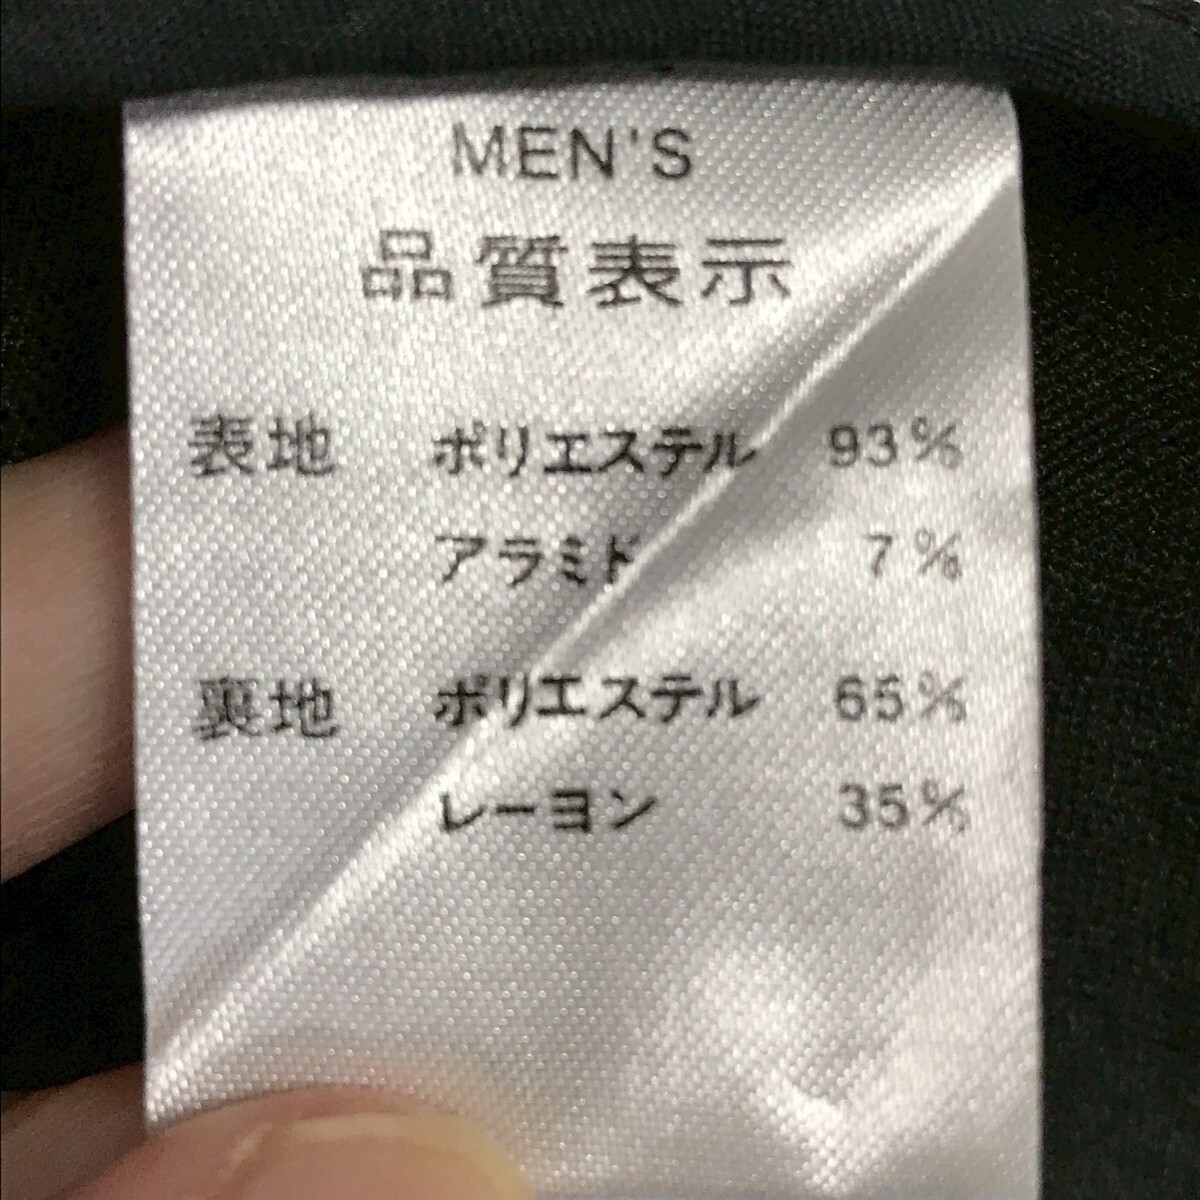 MEN'S
品質表示
表地 ポリエステル 93%
アラミド 7%
裏地 ポリエステル 65%
レーヨン 35%